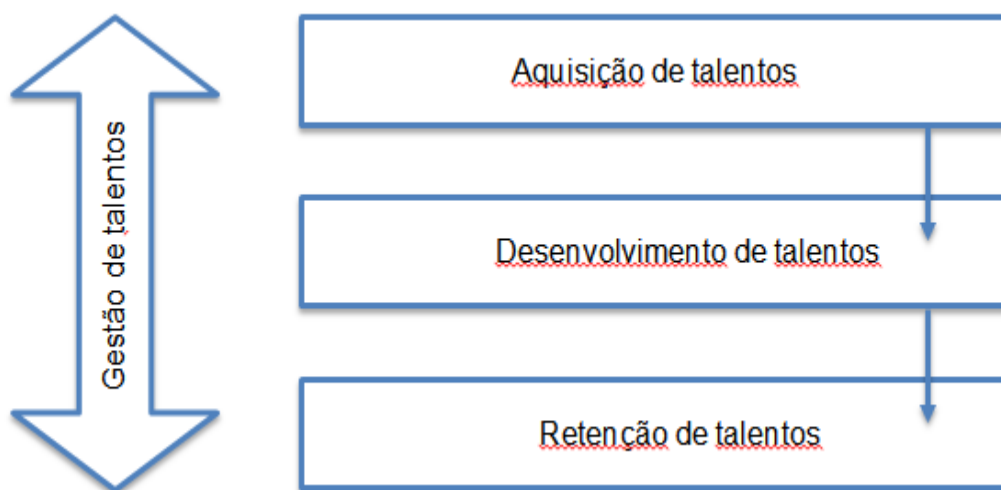 Gestão de talentos
Aquisição de talentos
Desenvolvimento de talentos
Retenção de talentos